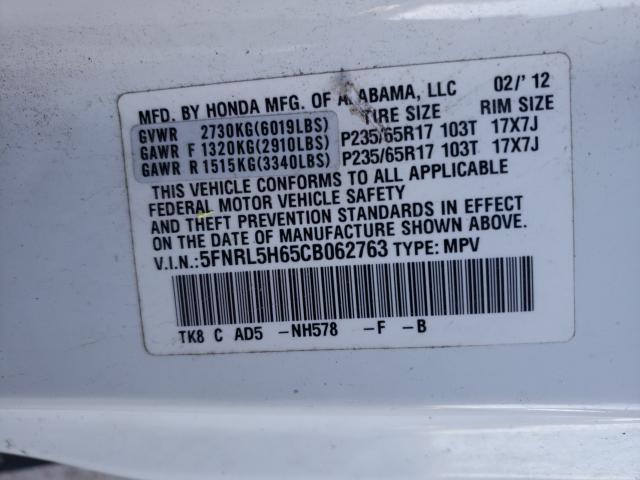 MFD. BY HONDA MFG. OF ALABAMA, LLC 02/'12
TIRE SIZE RIM SIZE
GVWR 2730KG(6019LBS)
GAWR F 1320KG(2910LBS) P235/65R17 103T 17X7J
GAWR R 1515KG(3340LBS) P235/65R17 103T 17X7J
THIS VEHICLE CONFORMS TO ALL APPLICABLE
FEDERAL MOTOR VEHICLE SAFETY
AND THEFT PREVENTION STANDARDS IN EFFECT
ON THE DATE OF MANUFACTURE SHOWN ABOVE.
V.I.N.:5FNRL5H65CB062763 TYPE: MPV
TK8 C AD5 -NH578 -F -B